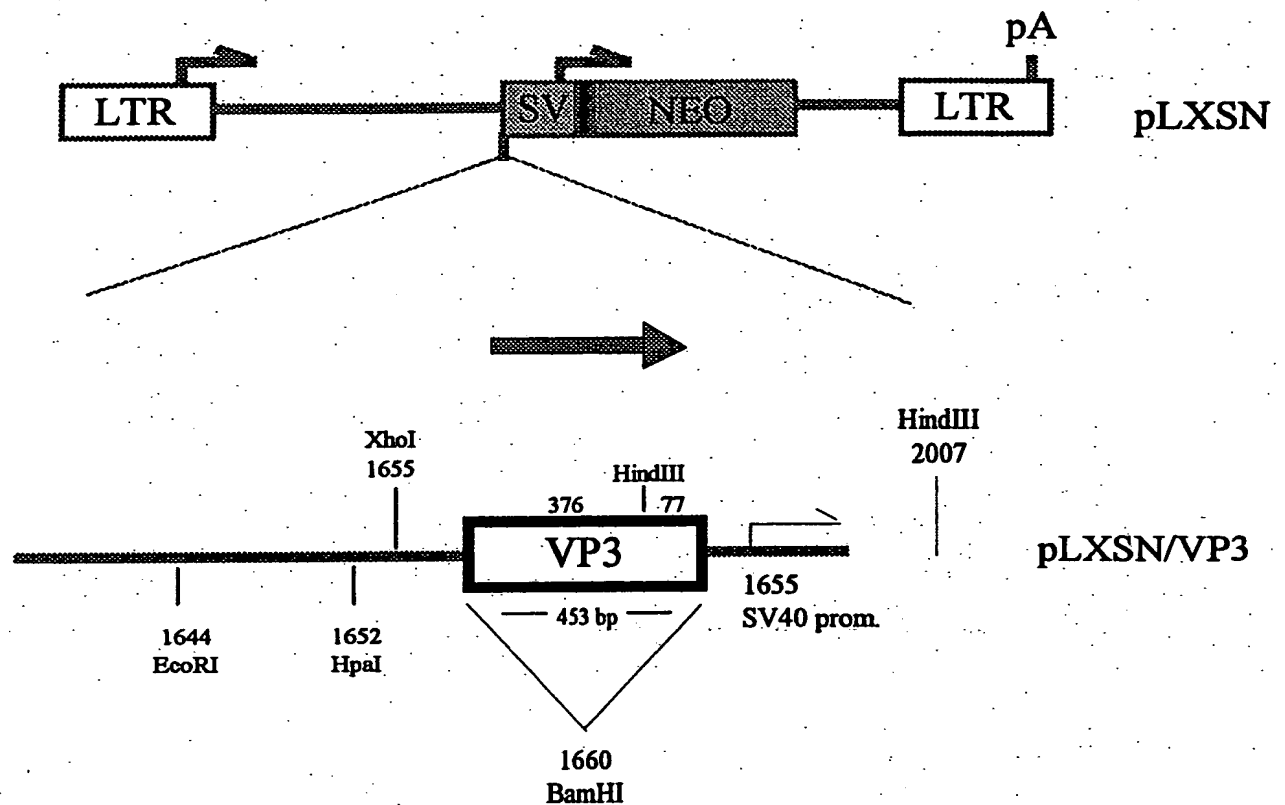 pA
LTR
SV
NEO
LTR
pLXSN
XhoI
1655
HindIII
2007
HindIII
376
77
VP3
pLXSN/VP3
453 bp
1655
SV40 prom.
1644
EcoRI
1652
HpaI
1660
BamHI